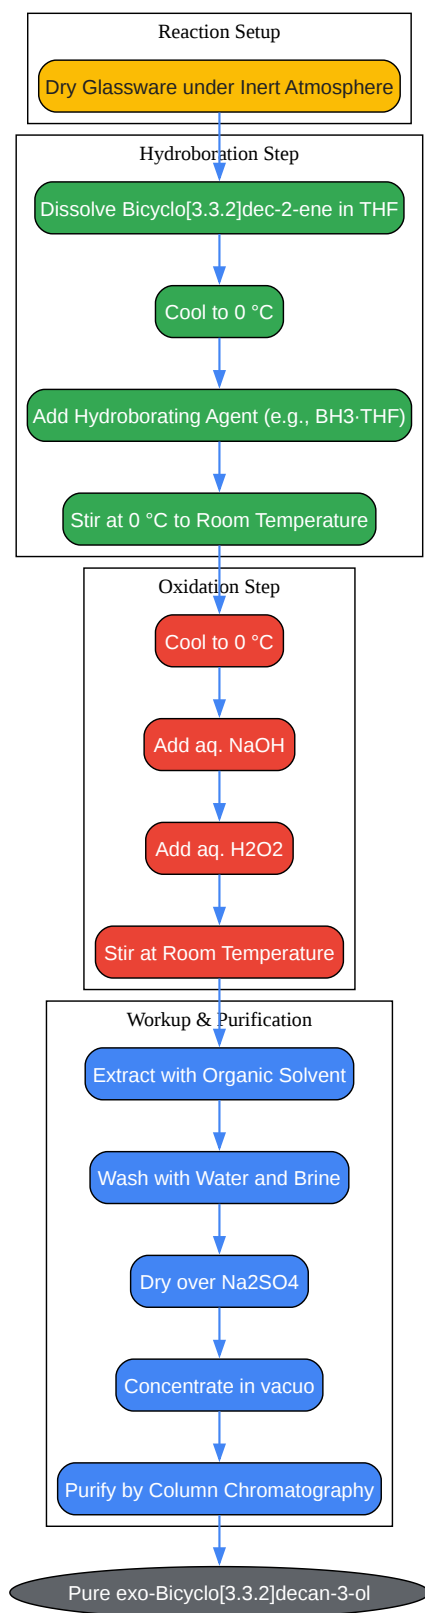 Reaction Setup
Dry Glassware under Inert Atmosphere
Hydroboration Step
Dissolve Bicyclo[3.3.2]dec-2-ene in THF
Cool to 0 °C
Add Hydroborating Agent (e.g., BH3·THF)
Stir at 0 °C to Room Temperature
Oxidation Step
Cool to 0 °C
Add aq. NaOH
Add aq. H2O2
Stir at Room Temperature
Workup & Purification
Extract with Organic Solvent
Wash with Water and Brine
Dry over Na2SO4
Concentrate in vacuo
Purify by Column Chromatography
Pure exo-Bicyclo[3.3.2]decan-3-ol